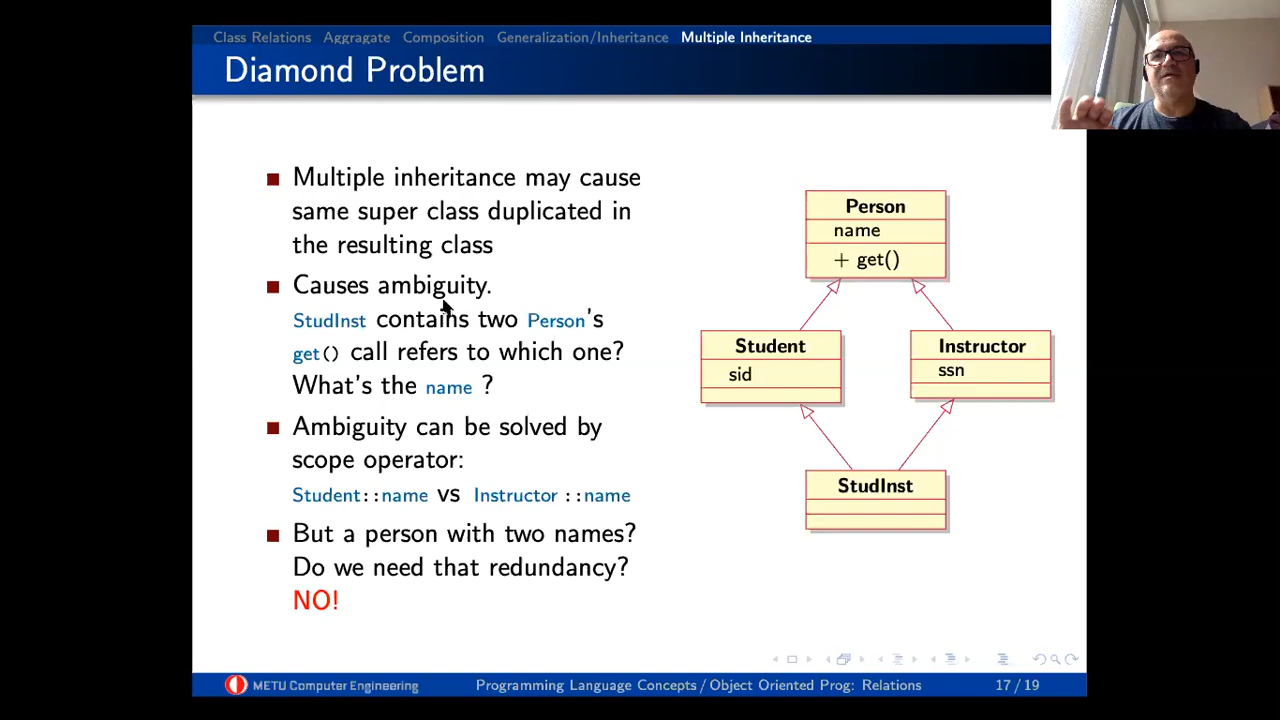 Class Relations Aggregate Composition Generalization/Inheritance Multiple Inheritance
Diamond Problem
Multiple inheritance may cause
same super class duplicated in
the resulting class
Causes ambiguity.
StudInst contains two Person's
get() call refers to which one?
What's the name ?
Ambiguity can be solved by
scope operator:
Student::name vs Instructor ::name
But a person with two names?
Do we need that redundancy?
NO!
Person
name
+ get()
Student
sid
Instructor
ssn
StudInst
METU Computer Engineering
Programming Language Concepts/Object Oriented Prog: Relations
17/19